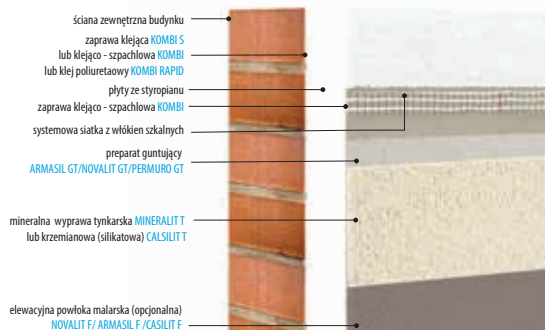 ściana zewnętrzna budynku
zaprawa klejąca KOMBI S
lub klejąco - szpachlowa KOMBI
lub klej poliuretaowy KOMBI RAPID
płyty ze styropianu
zaprawa klejąco - szpachlowa KOMBI
systemowa siatka z włókien szkalnych
preparat guntujący
ARMASIL GT/NOVALIT GT/PERMURO GT
mineralna wyprawa tynkarska MINERALIT T
lub krzemianowa (silikatowa) CALSILIT T
elewacyjna powłoka malarska (opcjonalna)
NOVALIT F/ ARMASIL F /CASILIT F